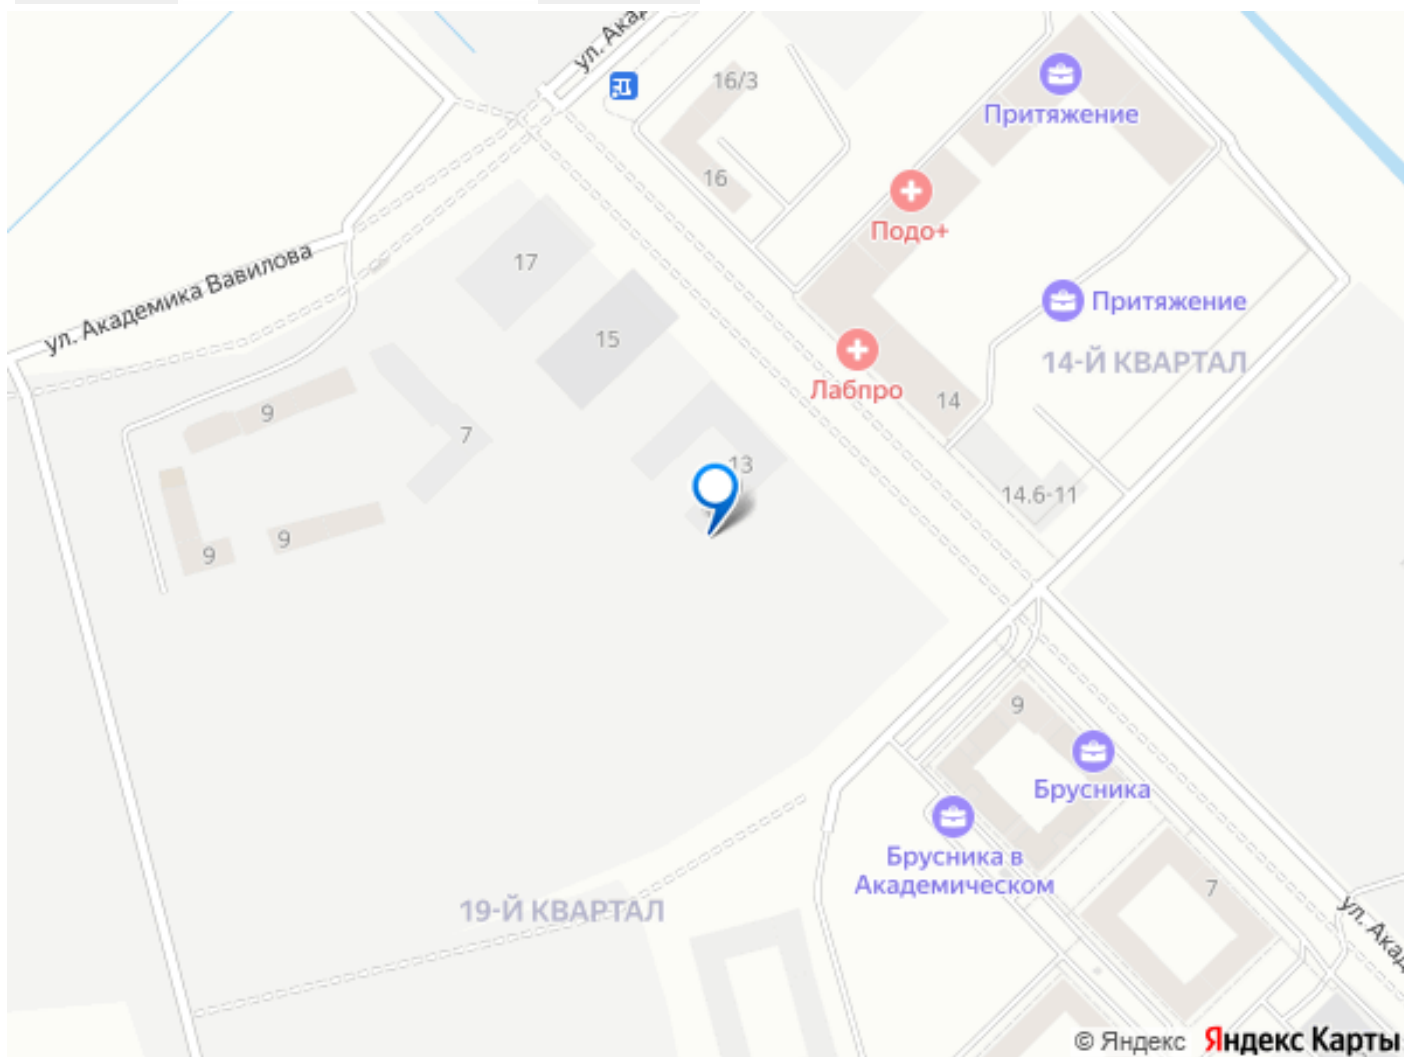 ул. Акад
16/3
Притяжение
16
Подо+
17
ул. Академика Вавилова
Притяжение
15
14-Й КВАРТАЛ
Лабпро
14
9
7
13
14.6-11
9
9
9
Брусника
Брусника в
Академическом
7
19-Й КВАРТАЛ
ул. Акад
© Яндекс Яндекс Карты